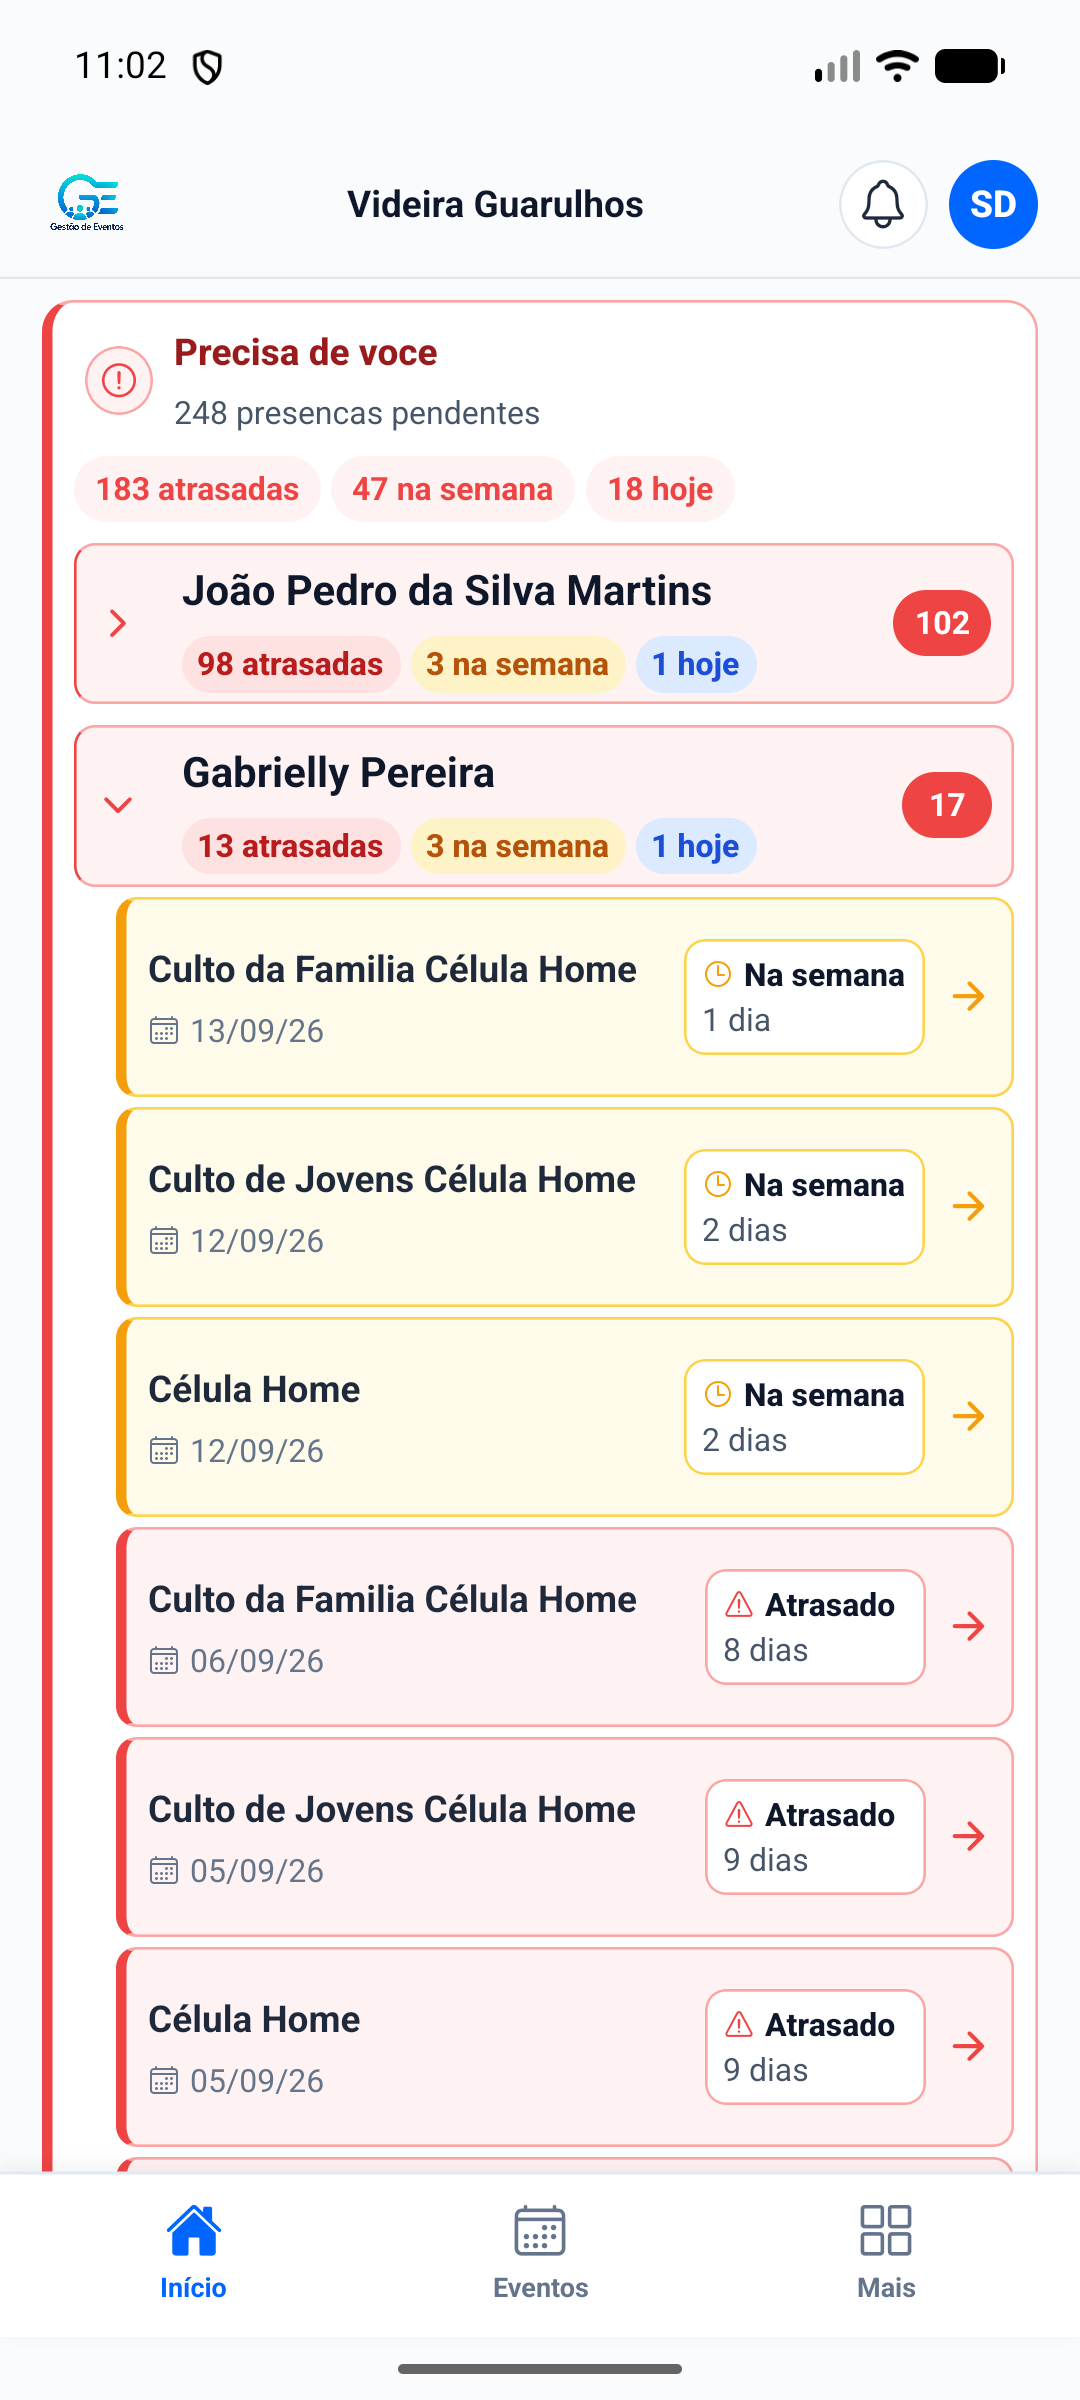 11:02
Gestão de Eventos
Videira Guarulhos
SD
Precisa de voce
248 presencas pendentes
183 atrasadas
47 na semana
18 hoje
João Pedro da Silva Martins
98 atrasadas
3 na semana
1 hoje
102
Gabrielly Pereira
13 atrasadas
3 na semana
1 hoje
17
Culto da Familia Célula Home
13/09/26
Na semana
1 dia
Culto de Jovens Célula Home
12/09/26
Na semana
2 dias
Célula Home
12/09/26
Na semana
2 dias
Culto da Familia Célula Home
06/09/26
Atrasado
8 dias
Culto de Jovens Célula Home
05/09/26
Atrasado
9 dias
Célula Home
05/09/26
Atrasado
9 dias
Início
Eventos
Mais